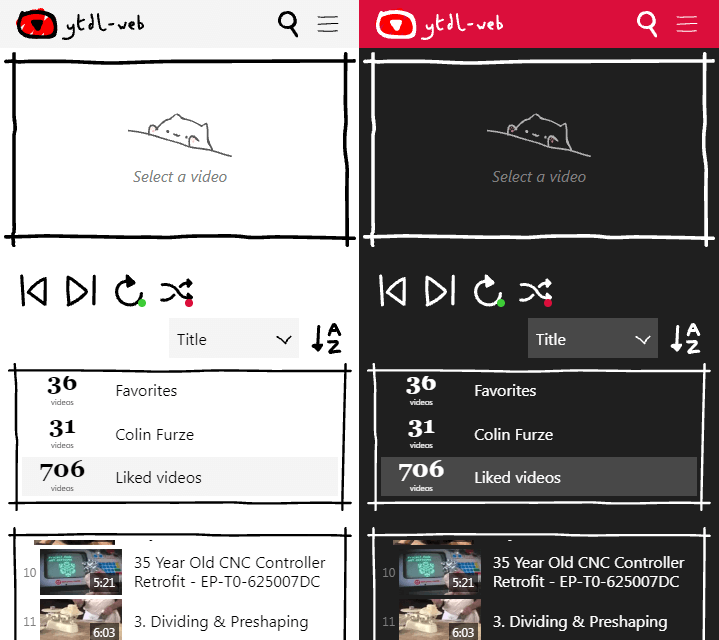 ytdl-web
Select a video
Title
A
Z
36
videos
Favorites
31
videos
Colin Furze
706
videos
Liked videos
10
5:21
35 Year Old CNC Controller
Retrofit - EP-T0-625007DC
11
6:03
3. Dividing & Preshaping
ytdl-web
Select a video
Title
A
Z
36
videos
Favorites
31
videos
Colin Furze
706
videos
Liked videos
10
5:21
35 Year Old CNC Controller
Retrofit - EP-T0-625007DC
11
6:03
3. Dividing & Preshaping